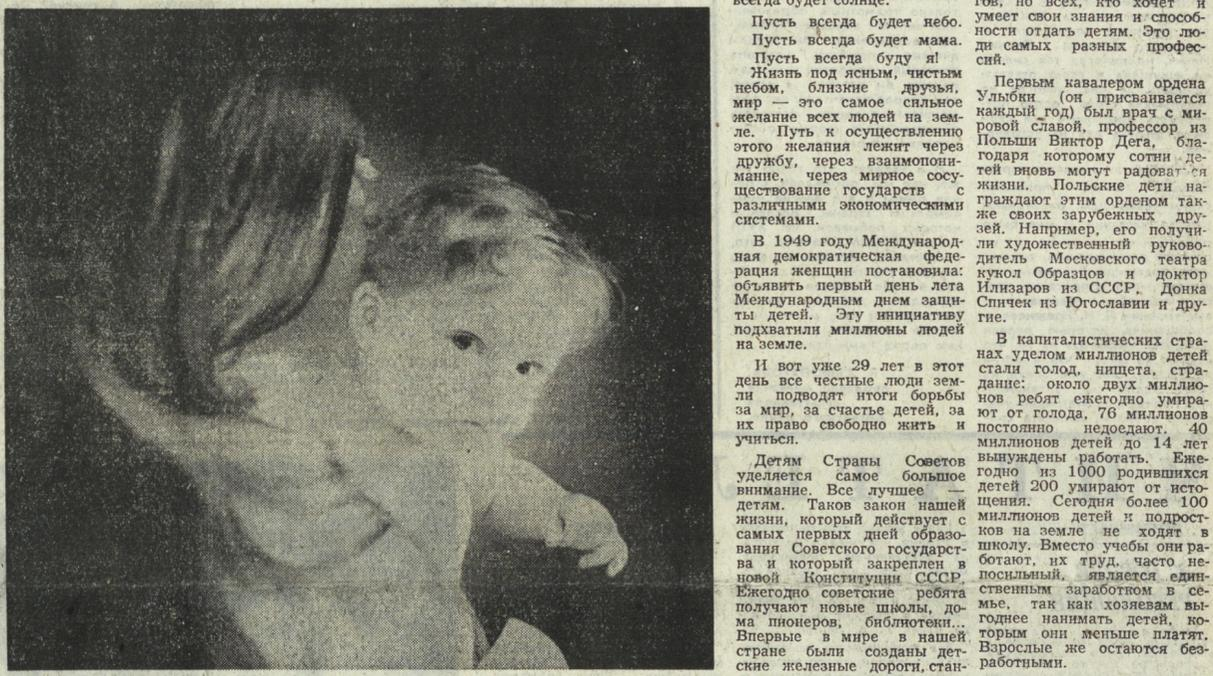 всегда будет солнце.
Пусть всегда будет небо.
Пусть всегда будет мама.
Пусть всегда буду я!
Жизнь под ясным, чистым
небом, близкие друзья,
мир — это самое сильное
желание всех людей на зем-
ле. Путь к осуществлению
этого желания лежит через
дружбу, через взаимопони-
мание, через мирное сосу-
ществование государств с
различными экономическими
системами.
В 1949 году Международ-
ная демократическая феде-
рация женщин постановила:
объявить первый день лета
Международным днем защи-
ты детей. Эту инициативу
подхватили миллионы людей
на земле.
И вот уже 29 лет в этот
день все честные люди зем-
ли подводят итоги борьбы
за мир, за счастье детей, за
их право свободно жить и
учиться.
Детям Страны Советов
уделяется самое большое
внимание. Все лучшее —
детям. Таков закон нашей
жизни, который действует с
самых первых дней образо-
вания Советского государст-
ва и который закреплен в
новой Конституции СССР.
Ежегодно советские ребята
получают новые школы, до-
ма пионеров, библиотеки...
Впервые в мире в нашей
стране были созданы дет-
ские железные дороги, стан-
гов, но всех, кто хочет и
умеет свои знания и способ-
ности отдать детям. Это лю-
ди самых разных профес-
сий.
Первым кавалером ордена
Улыбки (он присваивается
каждый год) был врач с ми-
ровой славой, профессор из
Польши Виктор Дега, бла-
годаря которому сотни де-
тей вновь могут радоваться
жизни. Польские дети на-
граждают этим орденом так-
же своих зарубежных дру-
зей. Например, его получи-
ли художественный руково-
дитель Московского театра
кукол Образцов и доктор
Илизаров из СССР, Донка
Спичек из Югославии и дру-
гие.
В капиталистических стра-
нах уделом миллионов детей
стали голод, нищета, стра-
дание: около двух миллио-
нов ребят ежегодно умира-
ют от голода, 76 миллионов
постоянно недоедают. 40
миллионов детей до 14 лет
вынуждены работать. Еже-
годно из 1000 родившихся
детей 200 умирают от исто-
щения. Сегодня более 100
миллионов детей и подрост-
ков на земле не ходят в
школу. Вместо учебы они ра-
ботают, их труд, часто не-
посильный, является един-
ственным заработком в се-
мье, так как хозяевам вы-
годнее нанимать детей, ко-
торым они меньше платят.
Взрослые же остаются без-
работными.